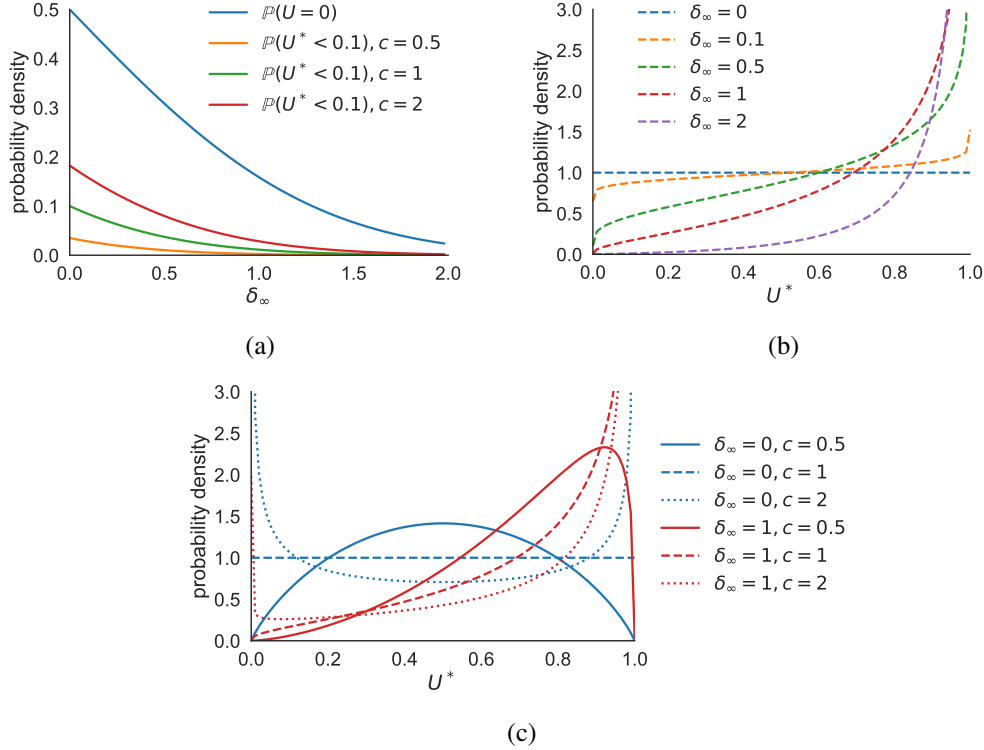 probability density
0.5
0.4
0.3
0.2
0.1
0.0
ℙ(U = 0)
ℙ(U* < 0.1), c = 0.5
ℙ(U* < 0.1), c = 1
ℙ(U* < 0.1), c = 2
0.0 0.5 1.0 1.5 2.0
δ∞
(a)
probability density
3.0
2.5
2.0
1.5
1.0
0.5
0.0
δ∞ = 0
δ∞ = 0.1
δ∞ = 0.5
δ∞ = 1
δ∞ = 2
0.0 0.2 0.4 0.6 0.8 1.0
U*
(b)
probability density
3.0
2.5
2.0
1.5
1.0
0.5
0.0
0.0 0.2 0.4 0.6 0.8 1.0
U*
δ∞ = 0, c = 0.5
δ∞ = 0, c = 1
δ∞ = 0, c = 2
δ∞ = 1, c = 0.5
δ∞ = 1, c = 1
δ∞ = 1, c = 2
(c)